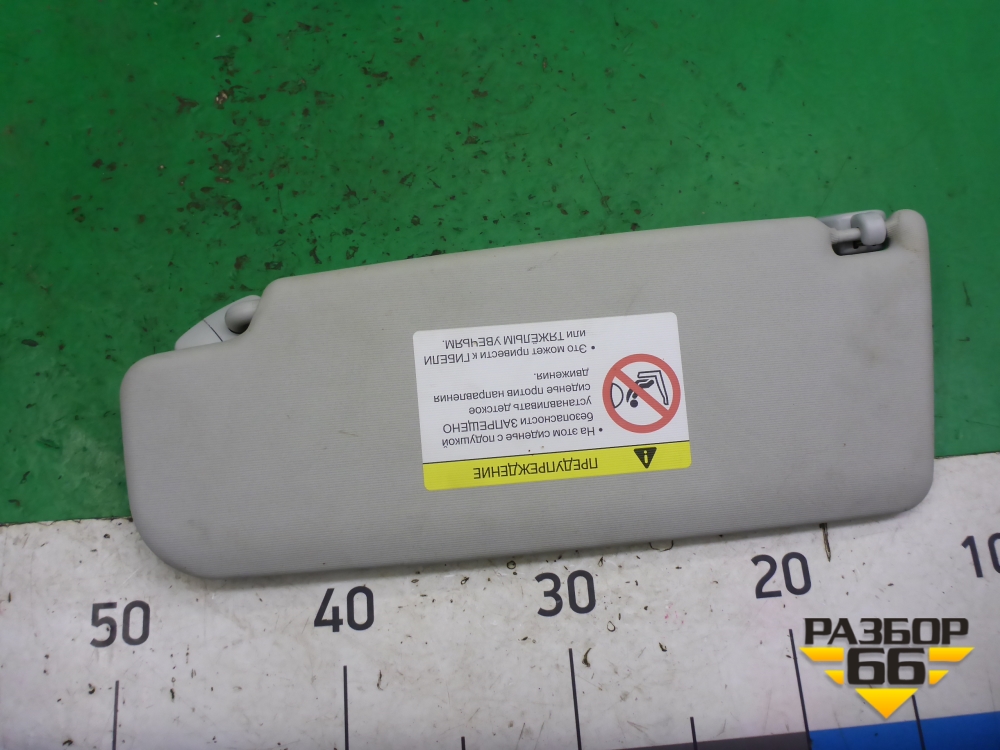 ПРЕДУПРЕЖДЕНИЕ
• На этом сиденье с подушкой
безопасности ЗАПРЕЩЕНО
устанавливать детское
сиденье против направления
движения.
• Это может привести к ГИБЕЛИ
или ТЯЖЁЛЫМ УВЕЧЬЯМ.
50 40 30 20 10
РАЗБОР
66